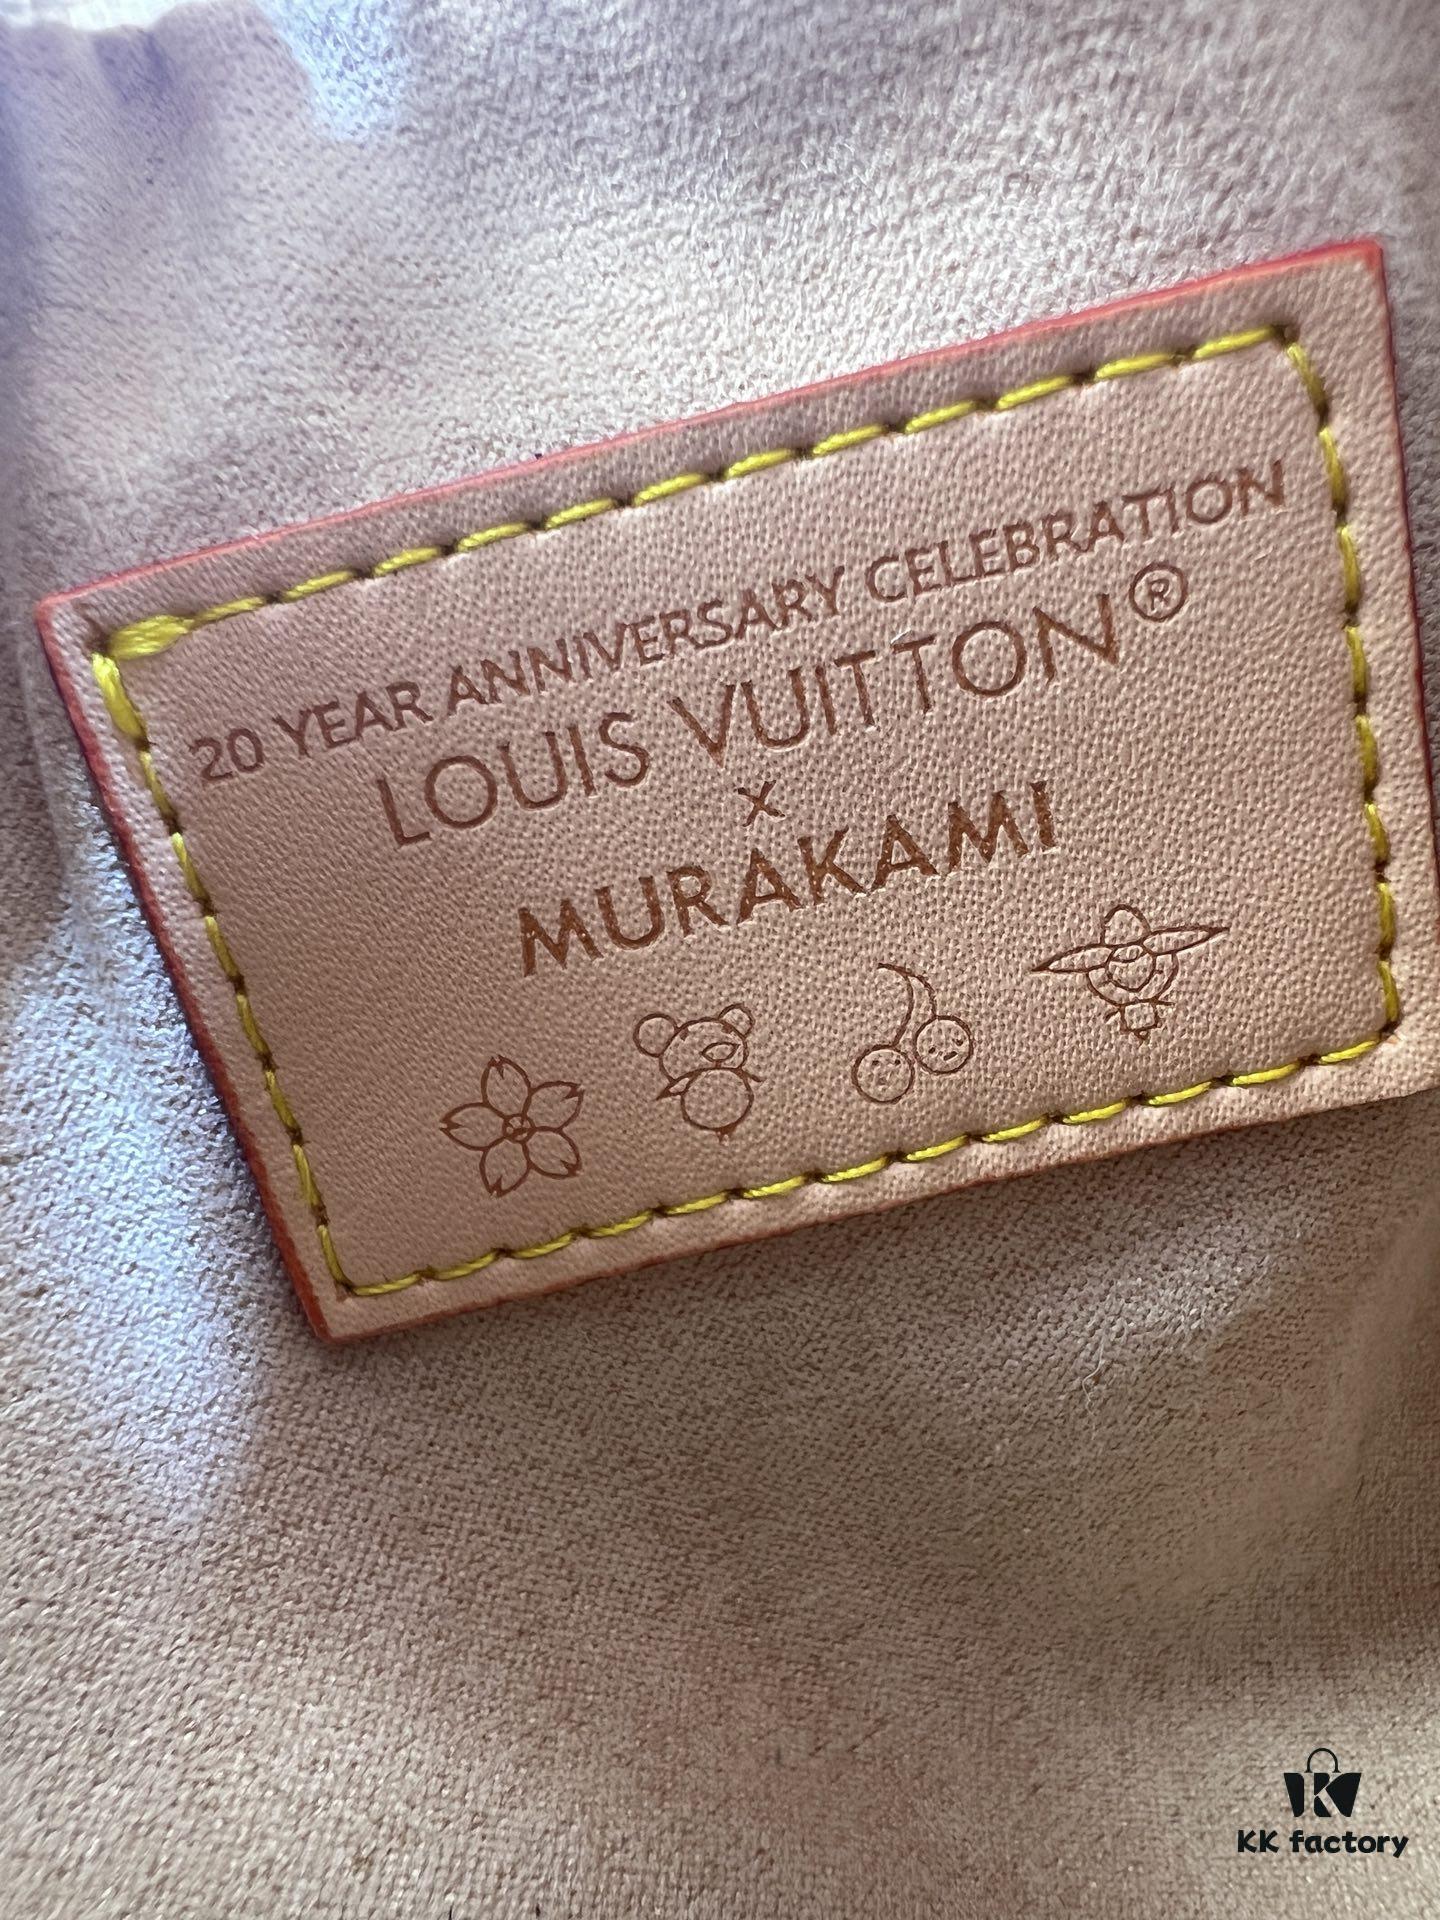 20 YEAR ANNIVERSARY CELEBRATION
LOUIS VUITTON®
x
MURAKAMI
KK factory